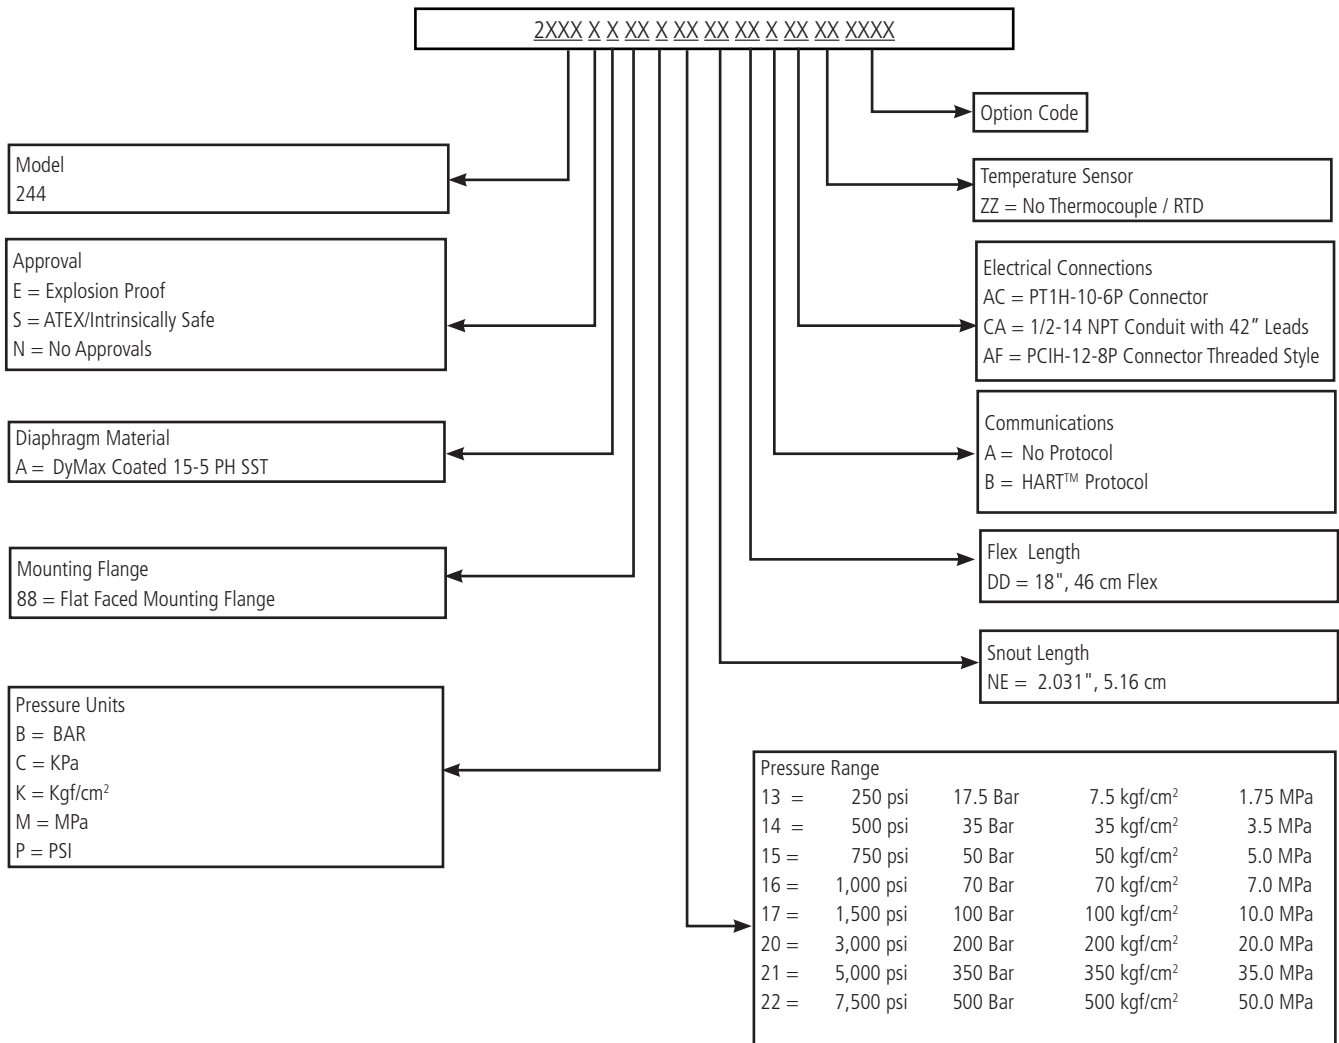 2XXX X X XX X XX XX XX X XX XX XXXX
Option Code
Model
244
Temperature Sensor
ZZ = No Thermocouple / RTD
Approval
E = Explosion Proof
S = ATEX/Intrinsically Safe
N = No Approvals
Electrical Connections
AC = PT1H-10-6P Connector
CA = 1/2-14 NPT Conduit with 42" Leads
AF = PCIH-12-8P Connector Threaded Style
Diaphragm Material
A = DyMax Coated 15-5 PH SST
Communications
A = No Protocol
B = HART™ Protocol
Mounting Flange
88 = Flat Faced Mounting Flange
Flex Length
DD = 18", 46 cm Flex
Snout Length
NE = 2.031", 5.16 cm
Pressure Units
B = BAR
C = KPa
K = Kgf/cm²
M = MPa
P = PSI
Pressure Range
13 = 250 psi 17.5 Bar 7.5 kgf/cm² 1.75 MPa
14 = 500 psi 35 Bar 35 kgf/cm² 3.5 MPa
15 = 750 psi 50 Bar 50 kgf/cm² 5.0 MPa
16 = 1,000 psi 70 Bar 70 kgf/cm² 7.0 MPa
17 = 1,500 psi 100 Bar 100 kgf/cm² 10.0 MPa
20 = 3,000 psi 200 Bar 200 kgf/cm² 20.0 MPa
21 = 5,000 psi 350 Bar 350 kgf/cm² 35.0 MPa
22 = 7,500 psi 500 Bar 500 kgf/cm² 50.0 MPa